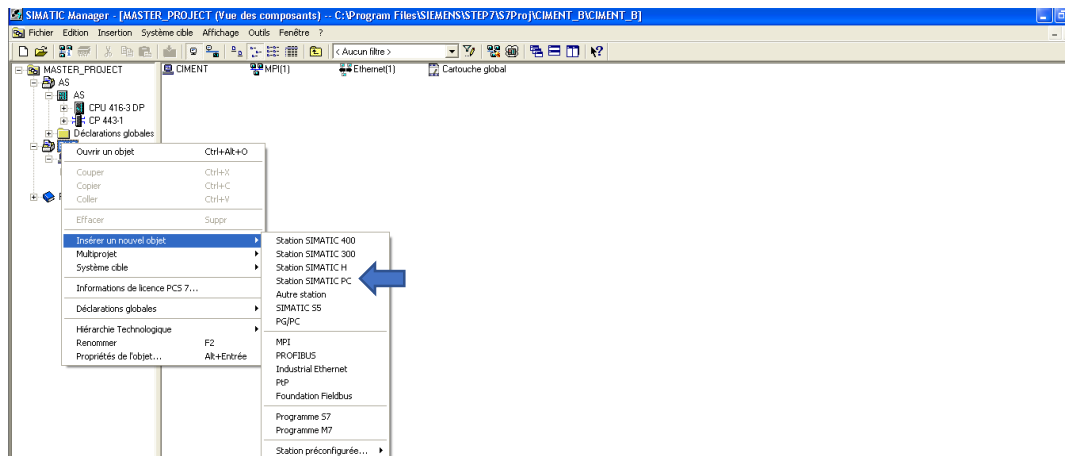 SIMATIC Manager - [MASTER_PROJECT (Vue des composants) -- C:\Program Files\SIEMENS\STEP7\S7Proj\CIMENT_B\CIMENT_B]
Fichier Edition Insertion Système cible Affichage Outils Fenêtre ?
< Aucun filtre >
MASTER_PROJECT
AS
AS
CPU 416-3 DP
CP 443-1
Déclarations globales
CIMENT MPI(1) Ethernet(1) Cartouche global
Ouvrir un objet Ctrl+Alt+O
Couper Ctrl+X
Copier Ctrl+C
Coller Ctrl+V
Effacer Suppr
Insérer un nouvel objet
Multiprojet
Système cible
Informations de licence PCS 7...
Déclarations globales
Hiérarchie Technologique
Renommer F2
Propriétés de l'objet... Alt+Entrée
Station SIMATIC 400
Station SIMATIC 300
Station SIMATIC H
Station SIMATIC PC
Autre station
SIMATIC S5
PG/PC
MPI
PROFIBUS
Industrial Ethernet
PtP
Foundation Fieldbus
Programme S7
Programme M7
Station préconfigurée...